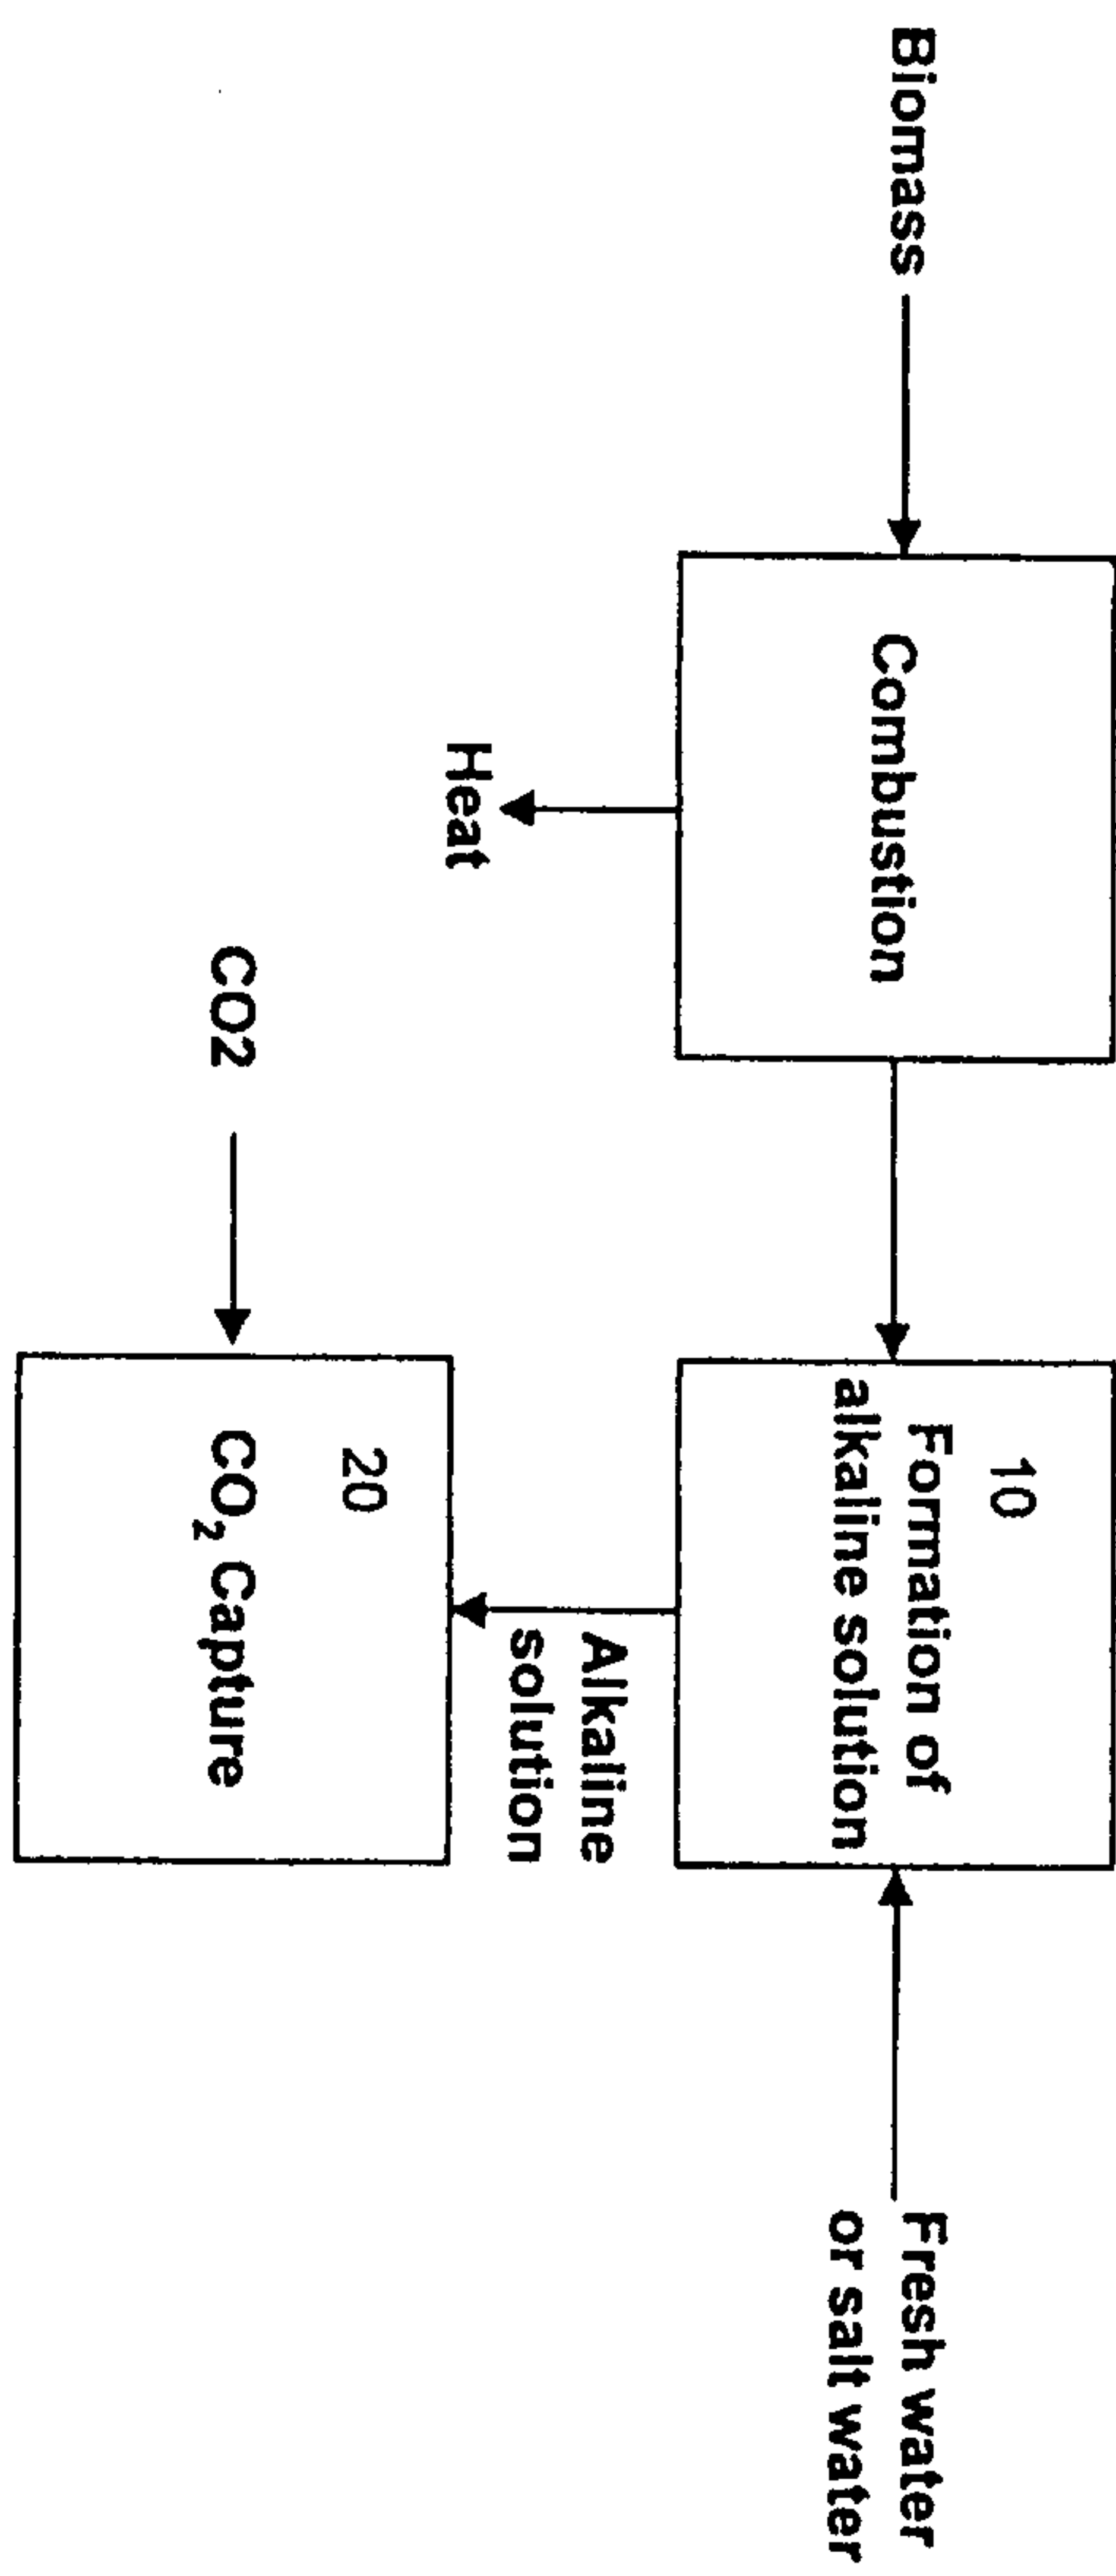 Biomass
Combustion
10
Formation of
alkaline solution
Fresh water
or salt water
Heat
Alkaline
solution
CO2
20
CO₂ Capture